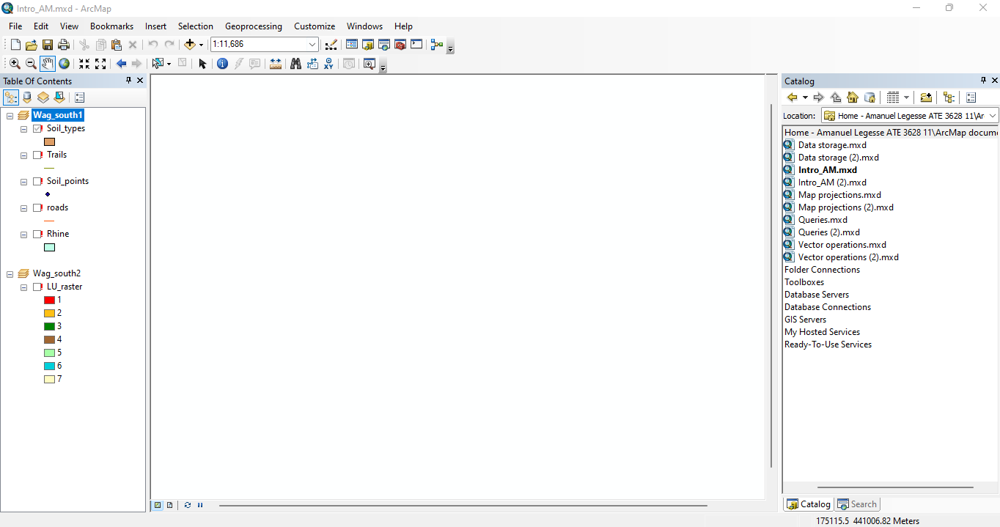 Intro_AM.mxd - ArcMap
File Edit View Bookmarks Insert Selection Geoprocessing Customize Windows Help
1:11,686
Table Of Contents
Wag_south1
Soil_types
Trails
Soil_points
roads
Rhine
Wag_south2
LU_raster
1
2
3
4
5
6
7
Catalog
Location: Home - Amanuel Legesse ATE 3628 11\Ar
Home - Amanuel Legesse ATE 3628 11\ArcMap docum
Data storage.mxd
Data storage (2).mxd
Intro_AM.mxd
Intro_AM (2).mxd
Map projections.mxd
Map projections (2).mxd
Queries.mxd
Queries (2).mxd
Vector operations.mxd
Vector operations (2).mxd
Folder Connections
Toolboxes
Database Servers
Database Connections
GIS Servers
My Hosted Services
Ready-To-Use Services
Catalog Search
175115.5 441006.82 Meters